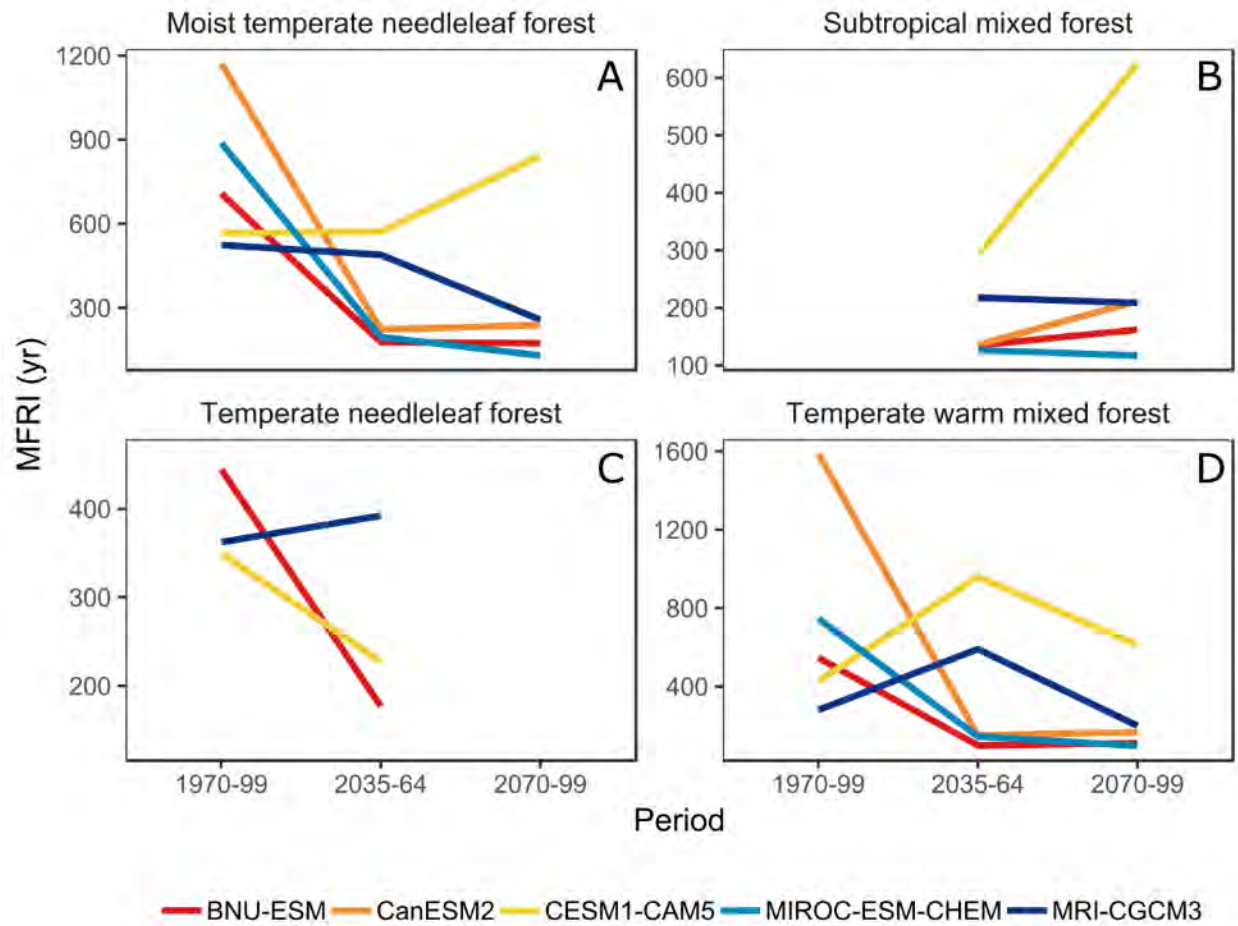 Moist temperate needleleaf forest
Subtropical mixed forest
A
B
1200
900
600
300
600
500
400
300
200
100
MFRI (yr)
Temperate needleleaf forest
Temperate warm mixed forest
C
D
400
300
200
1600
1200
800
400
1970-99 2035-64 2070-99
1970-99 2035-64 2070-99
Period
BNU-ESM CanESM2 CESM1-CAM5 MIROC-ESM-CHEM MRI-CGCM3